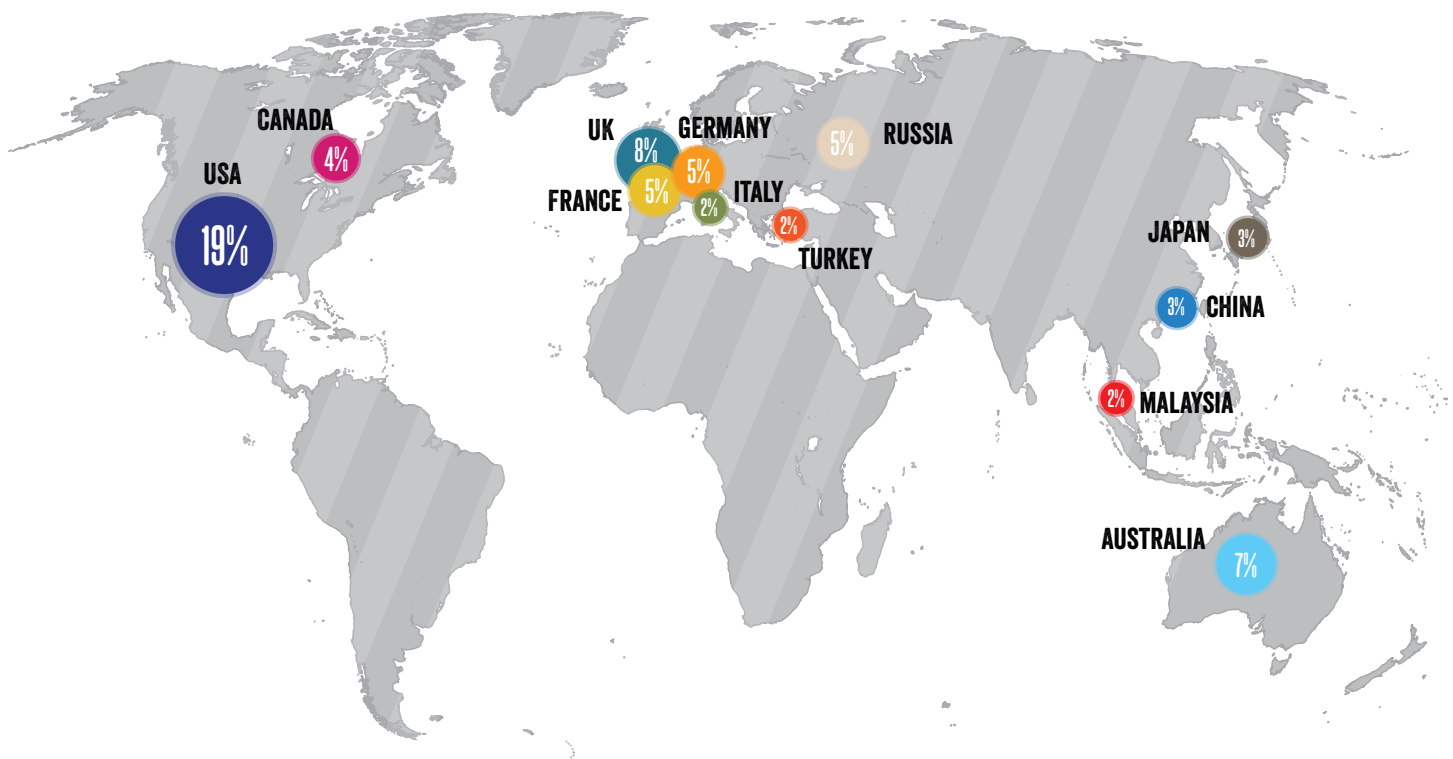 CANADA
4%
USA
19%
UK
8%
GERMANY
5%
FRANCE
5%
ITALY
2%
TURKEY
2%
RUSSIA
5%
JAPAN
3%
CHINA
3%
MALAYSIA
2%
AUSTRALIA
7%